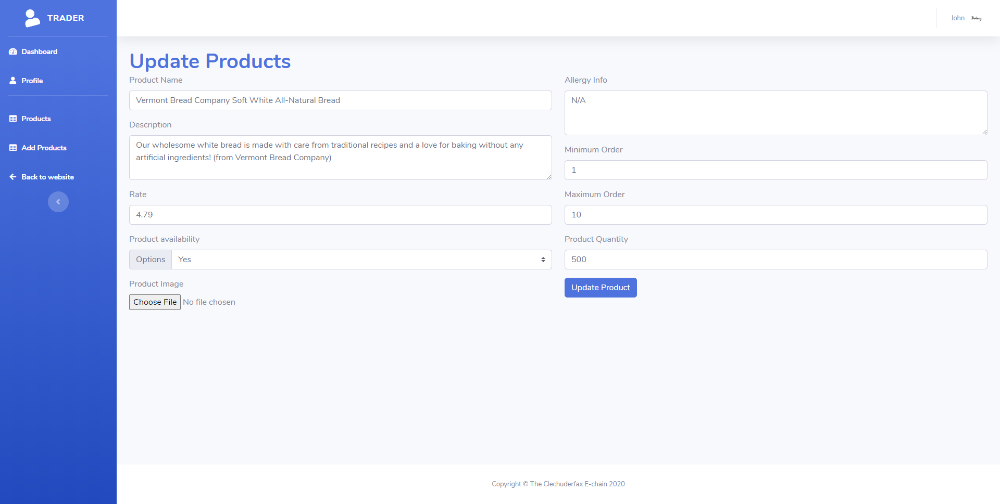 TRADER
Dashboard
Profile
Products
Add Products
Back to website
John
Bakery
Update Products
Product Name
Vermont Bread Company Soft White All-Natural Bread
Description
Our wholesome white bread is made with care from traditional recipes and a love for baking without any
artificial ingredients! (from Vermont Bread Company)
Rate
4.79
Product availability
Options Yes
Product Image
Choose File No file chosen
Allergy Info
N/A
Minimum Order
1
Maximum Order
10
Product Quantity
500
Update Product
Copyright © The Clechuderfax E-chain 2020